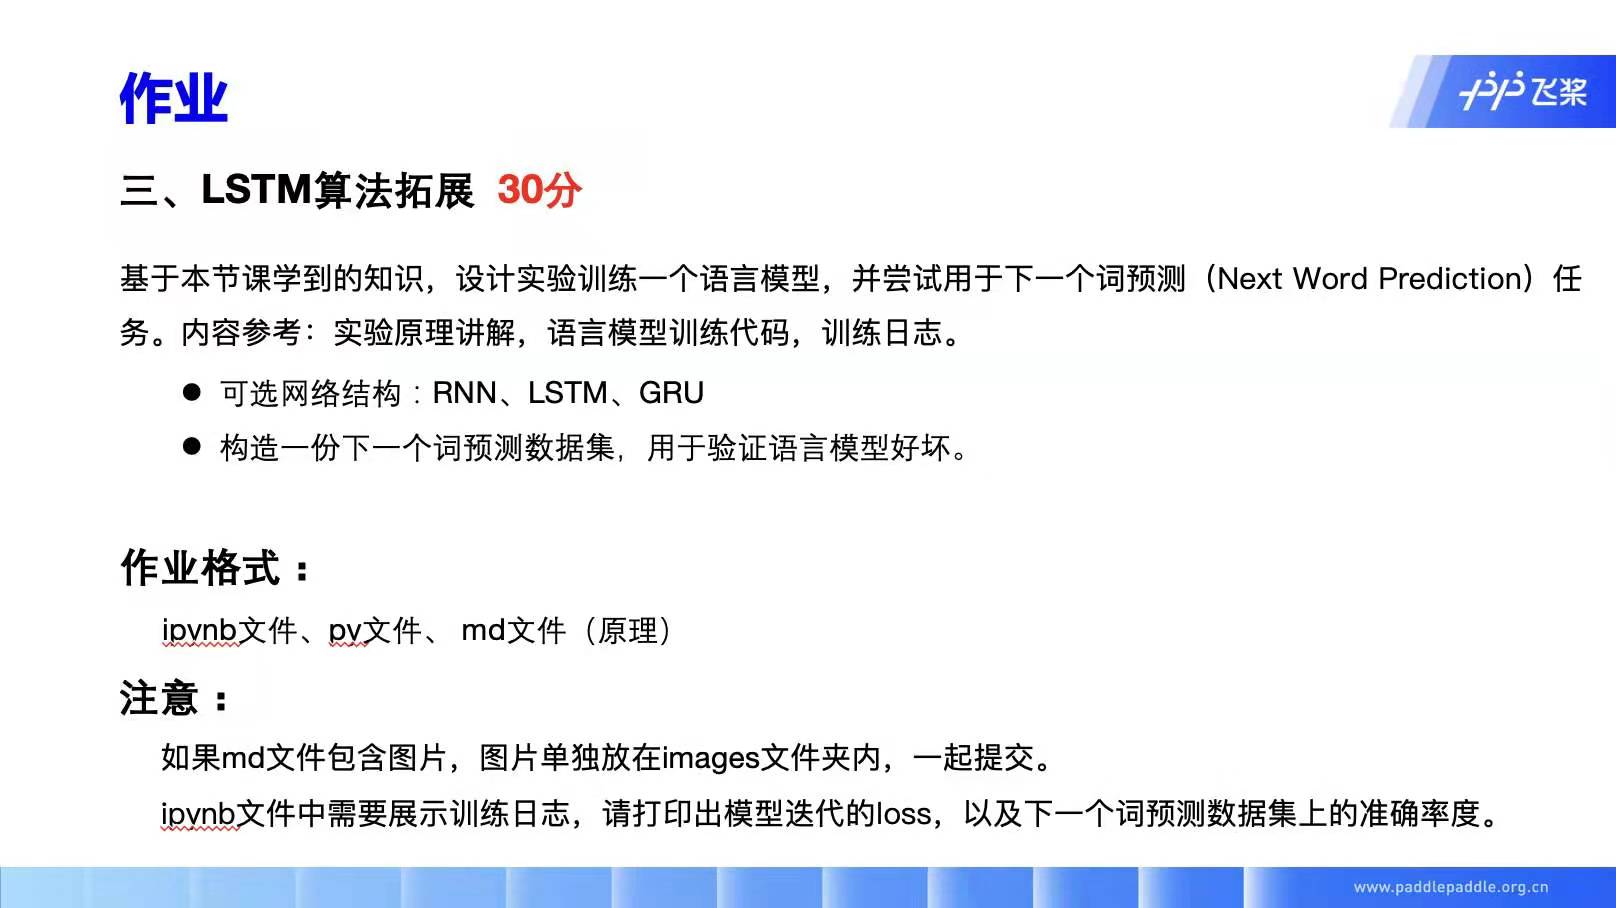 作业
飞桨
三、LSTM算法拓展 30分
基于本节课学到的知识，设计实验训练一个语言模型，并尝试用于下一个词预测（Next Word Prediction）任
务。内容参考：实验原理讲解，语言模型训练代码，训练日志。
● 可选网络结构：RNN、LSTM、GRU
● 构造一份下一个词预测数据集，用于验证语言模型好坏。
作业格式：
ipynb文件、py文件、 md文件（原理）
注意：
如果md文件包含图片，图片单独放在images文件夹内，一起提交。
ipynb文件中需要展示训练日志，请打印出模型迭代的loss，以及下一个词预测数据集上的准确率度。
www.paddlepaddle.org.cn